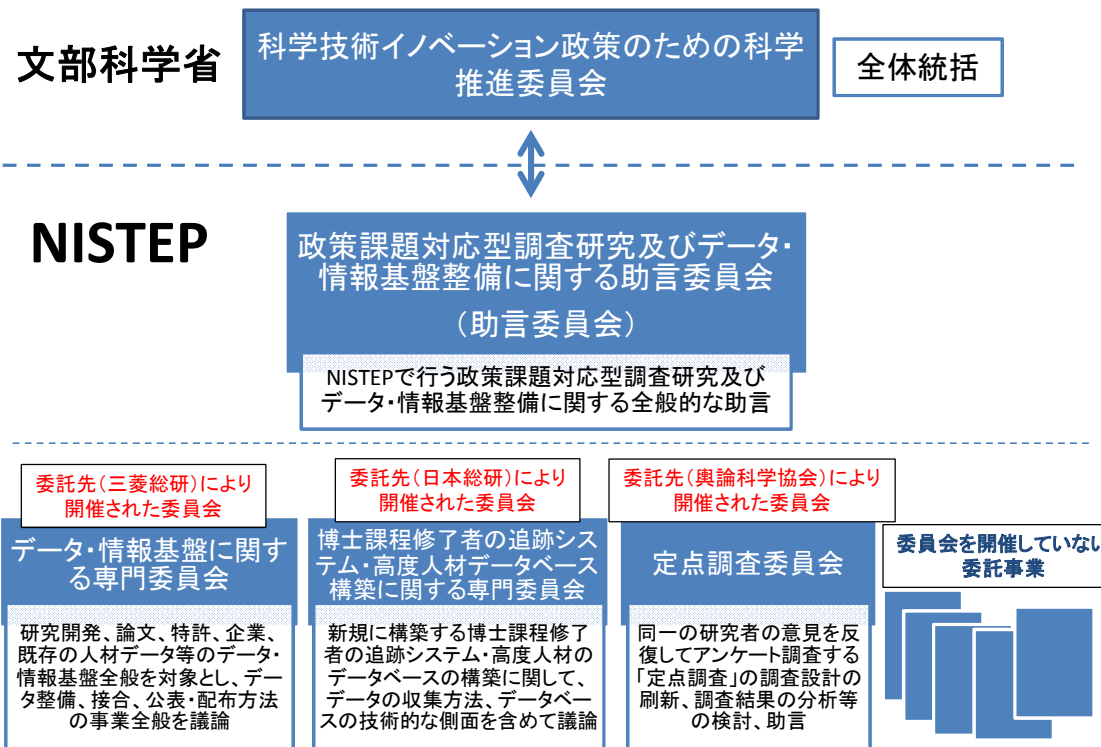 文部科学省
科学技術イノベーション政策のための科学
推進委員会
全体統括
NISTEP
政策課題対応型調査研究及びデータ・
情報基盤整備に関する助言委員会
（助言委員会）
NISTEPで行う政策課題対応型調査研究及び
データ・情報基盤整備に関する全般的な助言
委託先（三菱総研）により
開催された委員会
データ・情報基盤に関す
る専門委員会
研究開発、論文、特許、企業、
既存の人材データ等のデータ・
情報基盤全般を対象とし、デー
タ整備、接合、公表・配布方法
の事業全般を議論
委託先（日本総研）により
開催された委員会
博士課程修了者の追跡シス
テム・高度人材データベース
構築に関する専門委員会
新規に構築する博士課程修了
者の追跡システム・高度人材の
データベースの構築に関して、
データの収集方法、データベー
スの技術的な側面を含めて議論
委託先（輿論科学協会）により
開催された委員会
定点調査委員会
同一の研究者の意見を反
復してアンケート調査する
「定点調査」の調査設計の
刷新、調査結果の分析等
の検討、助言
委員会を開催していない
委託事業